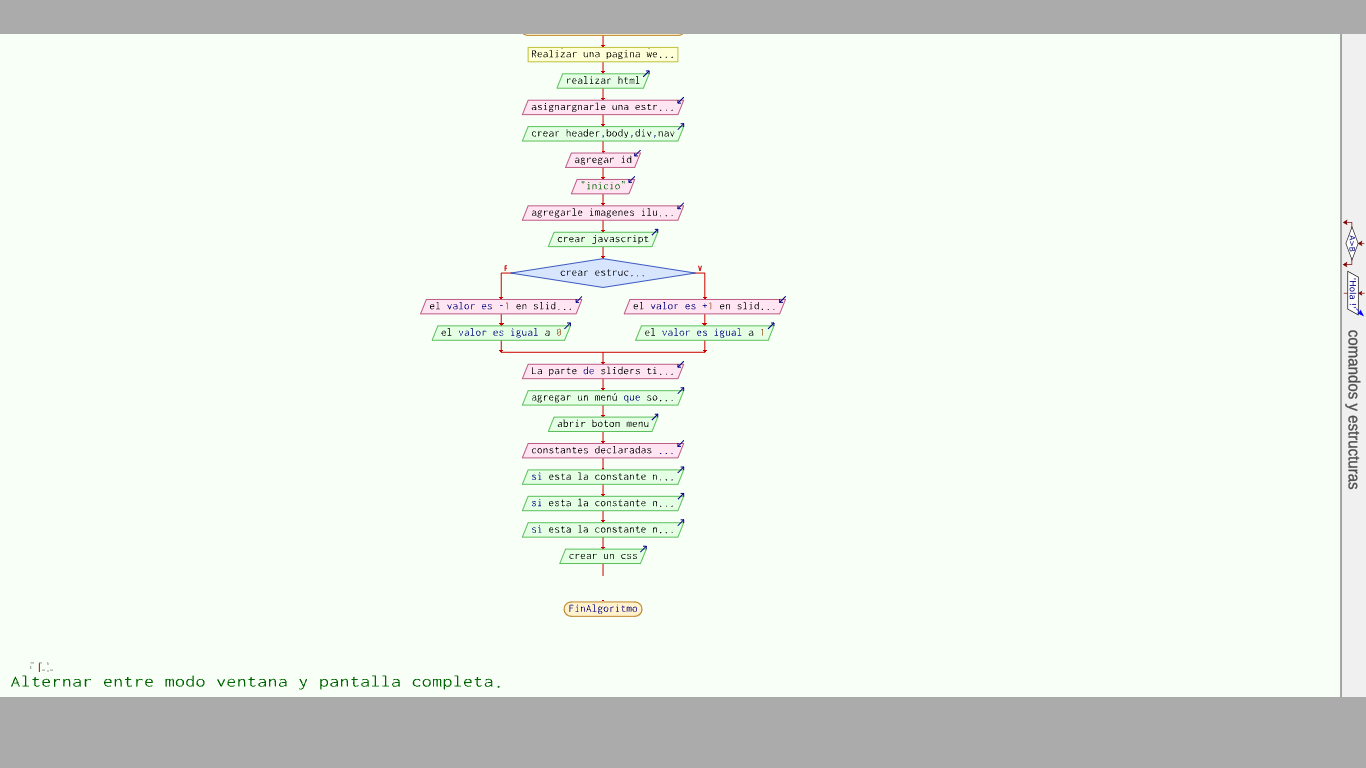 Realizar una pagina we...
realizar html
asignargnarle una estr...
crear header,body,div,nav
agregar id
"inicio"
agregarle imagenes ilu...
crear javascript
F
crear estruc...
V
el valor es -1 en slid...
el valor es +1 en slid...
el valor es igual a 0
el valor es igual a 1
La parte de sliders ti...
agregar un menú que so...
abrir boton menu
constantes declaradas ...
si esta la constante n...
si esta la constante n...
si esta la constante n...
crear un css
FinAlgoritmo
Alternar entre modo ventana y pantalla completa.
A>B
'Hola !'
comandos y estructuras